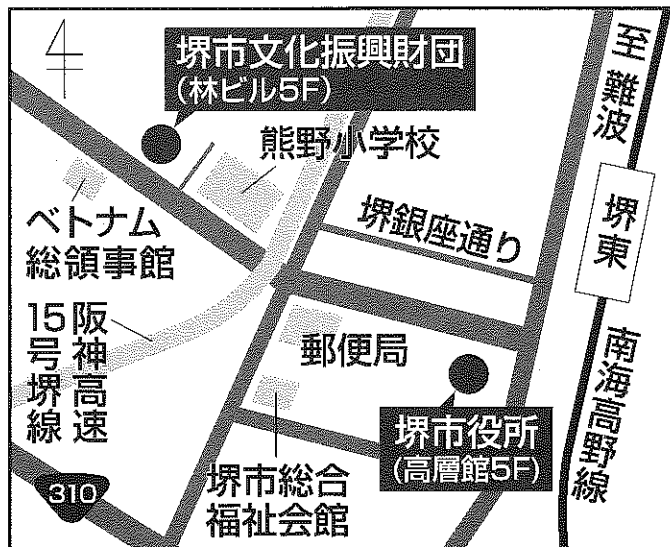 堺市文化振興財団
(林ビル5F)
至難波
熊野小学校
ベトナム
総領事館
堺銀座通り
堺東
阪神高速
15号堺線
郵便局
南海高野線
堺市役所
(高層館5F)
堺市総合
福祉会館
310